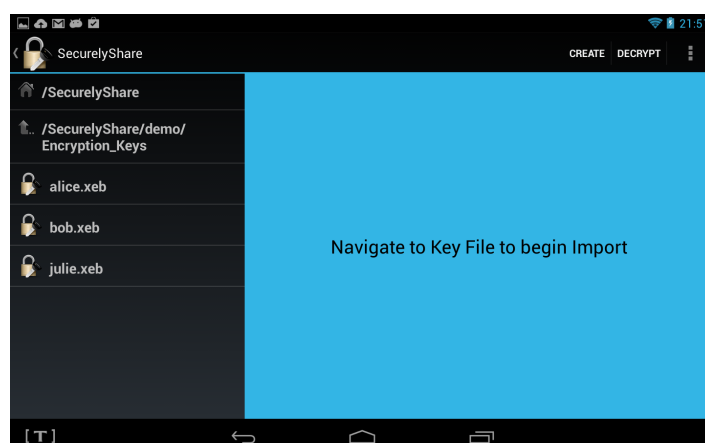 21:5
SecurelyShare
CREATE DECRYPT
/SecurelyShare
/SecurelyShare/demo/
Encryption_Keys
alice.xeb
bob.xeb
julie.xeb
Navigate to Key File to begin Import
[T]